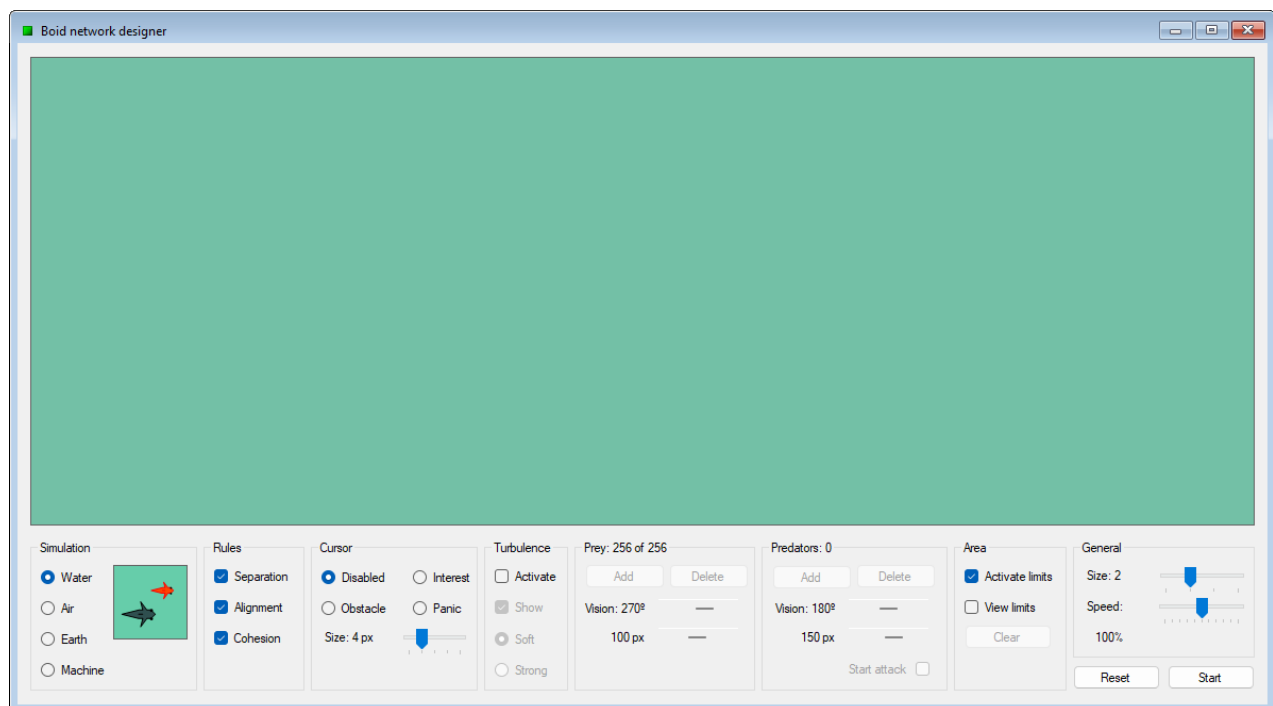 Boid network designer
Simulation
Water
Air
Earth
Machine
Rules
Separation
Alignment
Cohesion
Cursor
Disabled
Interest
Obstacle
Panic
Size: 4 px
Turbulence
Activate
Show
Soft
Strong
Prey: 256 of 256
Add
Delete
Vision: 270º
100 px
Predators: 0
Add
Delete
Vision: 180º
150 px
Start attack
Area
Activate limits
View limits
Clear
General
Size: 2
Speed:
100%
Reset
Start